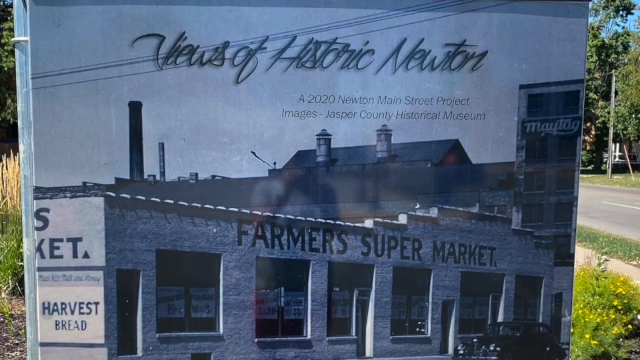 Views of Historic Newton
A 2020 Newton Main Street Project
Images - Jasper County Historical Museum
Maytag
FARMERS SUPER MARKET.
S
KET.
HARVEST
BREAD